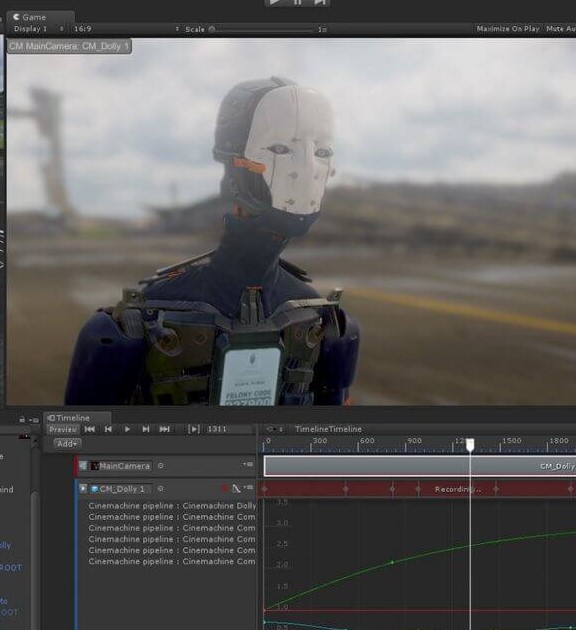 Game
Display 1 16:9 Scale 1x Maximize On Play Mute Au
CM MainCamera: CM_Dolly 1
FELONY CODE
Timeline
Preview 1311 TimelineTimeline
Add
0 300 600 900 1500 1800
MainCamera CM_Dolly
CM_Dolly 1 Recording...
Cinemachine pipeline : Cinemachine Dolly
Cinemachine pipeline : Cinemachine Com
Cinemachine pipeline : Cinemachine Com
Cinemachine pipeline : Cinemachine Com
Cinemachine pipeline : Cinemachine Com
Cinemachine pipeline : Cinemachine Com
3.5
3.0
2.5
2.0
1.5
1.0
0.5
olly
ROOT
OOT